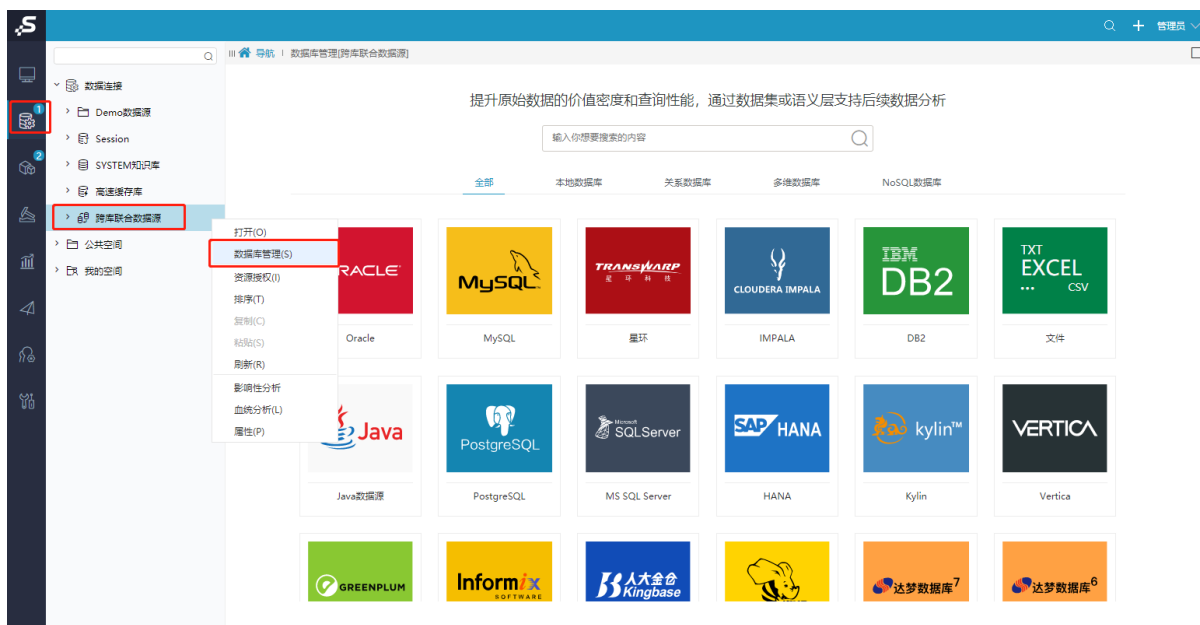 管理员
导航 | 数据库管理[跨库联合数据源]
1
2
数据连接
Demo数据源
Session
SYSTEM知识库
高速缓存库
跨库联合数据源
公共空间
我的空间
打开(O)
数据库管理(S)
资源授权(I)
排序(T)
复制(C)
粘贴(S)
刷新(R)
影响性分析
血统分析(L)
属性(P)
提升原始数据的价值密度和查询性能，通过数据集或语义层支持后续数据分析
输入你想要搜索的内容
全部 本地数据库 关系数据库 多维数据库 NoSQL数据库
RACLE
MySQL
TRANSWARP
星环科技
CLOUDERA IMPALA
IBM
DB2
TXT
EXCEL
... CSV
Oracle MySQL 星环 IMPALA DB2 文件
Java
PostgreSQL
Microsoft
SQLServer
SAP HANA
kylin™
VERTICA
Java数据源 PostgreSQL MS SQL Server HANA Kylin Vertica
GREENPLUM
Informix
SOFTWARE
人大金仓
Kingbase
达梦数据库7
达梦数据库6